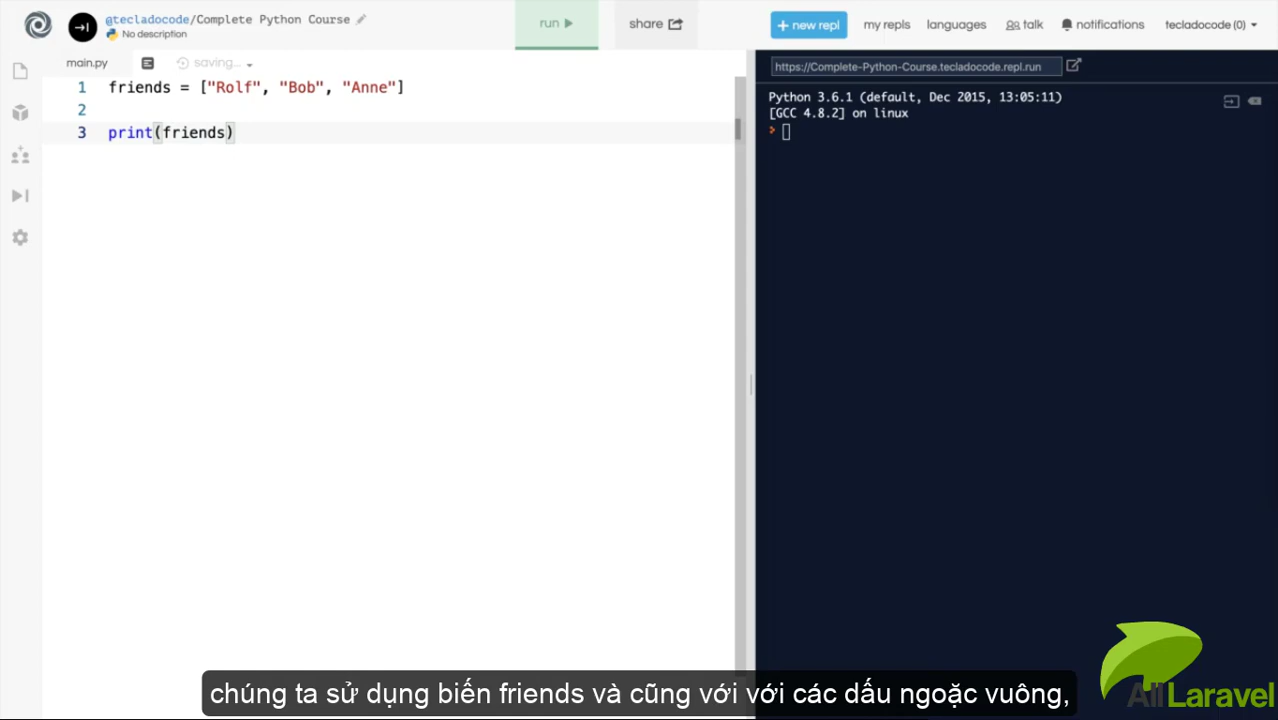 @tecladocode/Complete Python Course
No description
run
share
+ new repl
my repls
languages
talk
notifications
tecladocode (0)
main.py
saving...
https://Complete-Python-Course.tecladocode.repl.run
1 friends = ["Rolf", "Bob", "Anne"]
2
3 print(friends)
Python 3.6.1 (default, Dec 2015, 13:05:11)
[GCC 4.8.2] on linux
>
chúng ta sử dụng biến friends và cũng với với các dấu ngoặc vuông,
AllLaravel